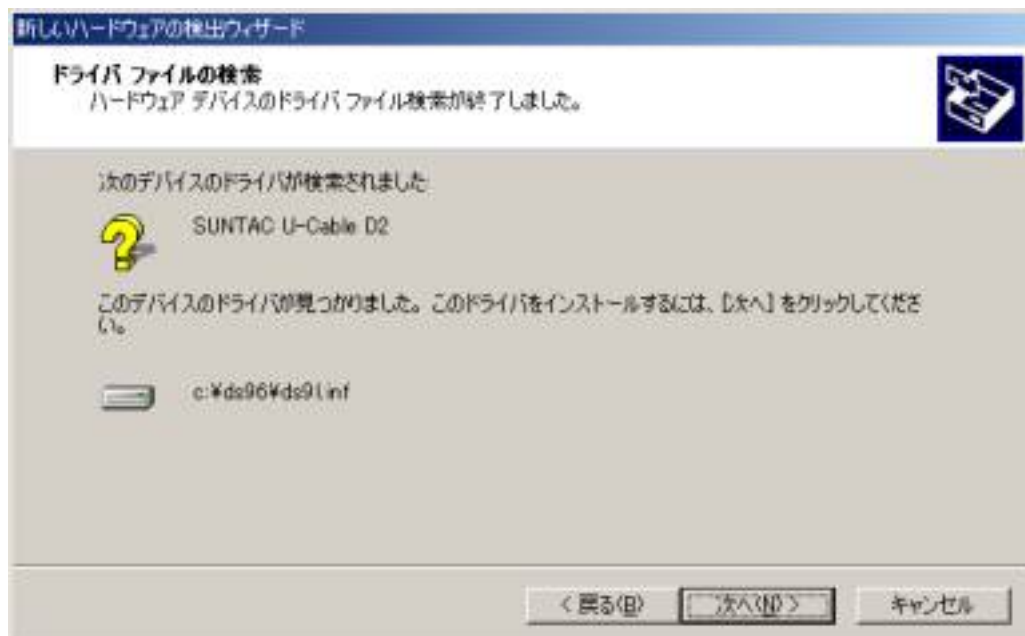 新しいハードウェアの検出ウィザード
ドライバ ファイルの検索
ハードウェア デバイスのドライバ ファイル検索が終了しました。
次のデバイスのドライバが検索されました
SUNTAC U-Cable D2
このデバイスのドライバが見つかりました。このドライバをインストールするには、[次へ] をクリックしてくださ
い。
c:¥ds96¥ds91.inf
< 戻る(B)
次へ(N) >
キャンセル